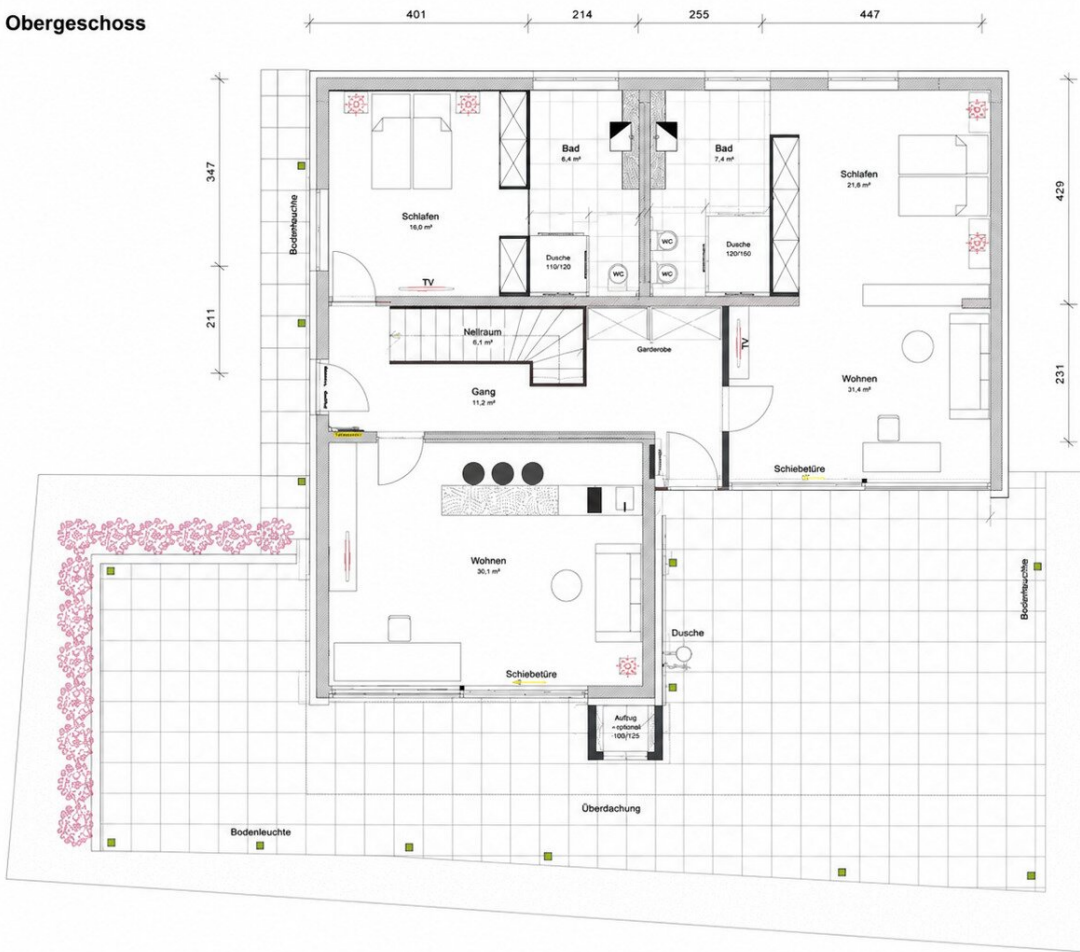 Obergeschoss
401 214 255 447
347
211
429
231
Bodenleuchte
Schlafen
16,0 m²
TV
Bad
6,4 m²
Dusche
110/120
WC
Bad
7,4 m²
WC
WC
Dusche
120/150
Schlafen
21,8 m²
Nellraum
6,1 m²
Garderobe
Gang
11,2 m²
TV
Wohnen
31,4 m²
Schiebetüre
Wohnen
30,1 m²
Schiebetüre
Dusche
Bodenleuchte
Aufzug
- optional
100/125
Überdachung
Bodenleuchte